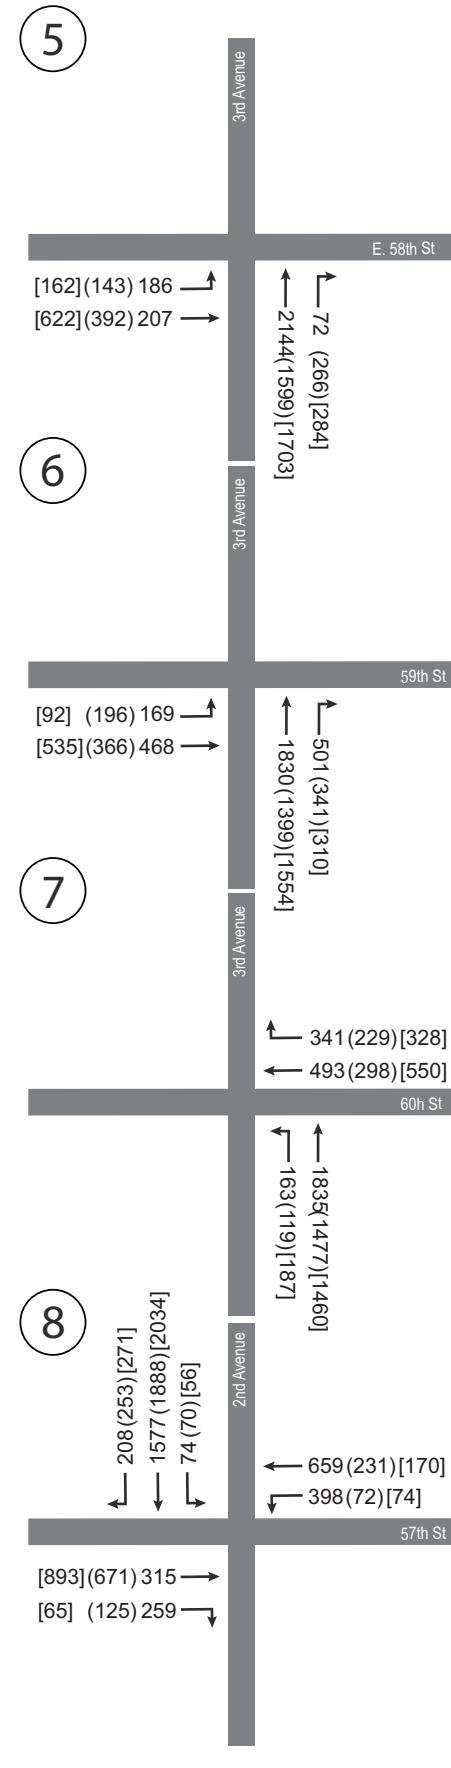 5
3rd Avenue
E. 58th St
[162](143) 186
[622](392) 207
2144(1599)[1703]
72 (266)[284]
6
3rd Avenue
59th St
[92] (196) 169
[535](366) 468
1830(1399)[1554]
501(341)[310]
7
3rd Avenue
341(229)[328]
493(298)[550]
60h St
163(119)[187]
1835(1477)[1460]
8
2nd Avenue
208(253)[271]
1577(1888)[2034]
74(70)[56]
659(231)[170]
398(72)[74]
57th St
[893](671) 315
[65] (125) 259